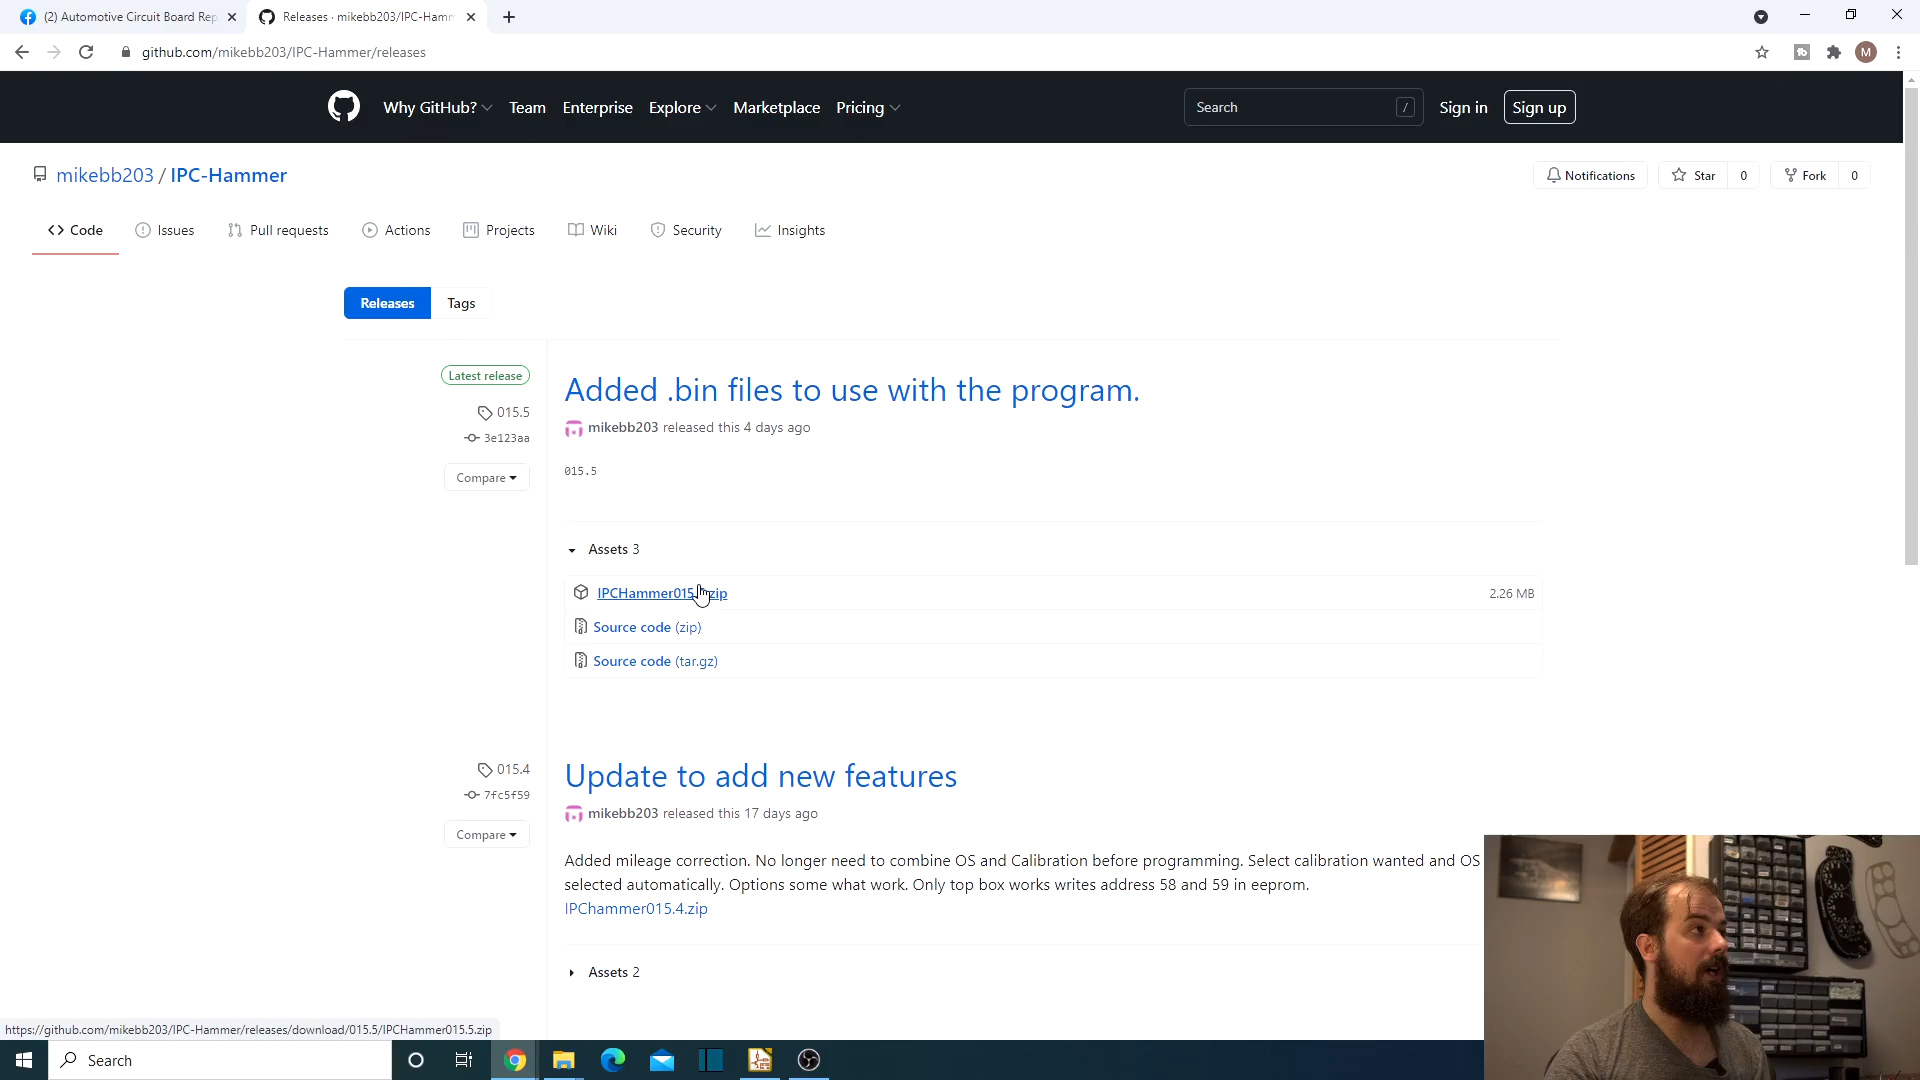 (2) Automotive Circuit Board Rep
Releases · mikebb203/IPC-Hamm
github.com/mikebb203/IPC-Hammer/releases
M
Why GitHub?
Team
Enterprise
Explore
Marketplace
Pricing
Search
/
Sign in
Sign up
mikebb203 / IPC-Hammer
Notifications
Star 0
Fork 0
Code
Issues
Pull requests
Actions
Projects
Wiki
Security
Insights
Releases
Tags
Latest release
015.5
3e123aa
Compare
Added .bin files to use with the program.
mikebb203 released this 4 days ago
015.5
Assets 3
IPCHammer015 zip
2.26 MB
Source code (zip)
Source code (tar.gz)
015.4
7fc5f59
Compare
Update to add new features
mikebb203 released this 17 days ago
Added mileage correction. No longer need to combine OS and Calibration before programming. Select calibration wanted and OS
selected automatically. Options some what work. Only top box works writes address 58 and 59 in eeprom.
IPChammer015.4.zip
Assets 2
https://github.com/mikebb203/IPC-Hammer/releases/download/015.5/IPCHammer015.5.zip
Search